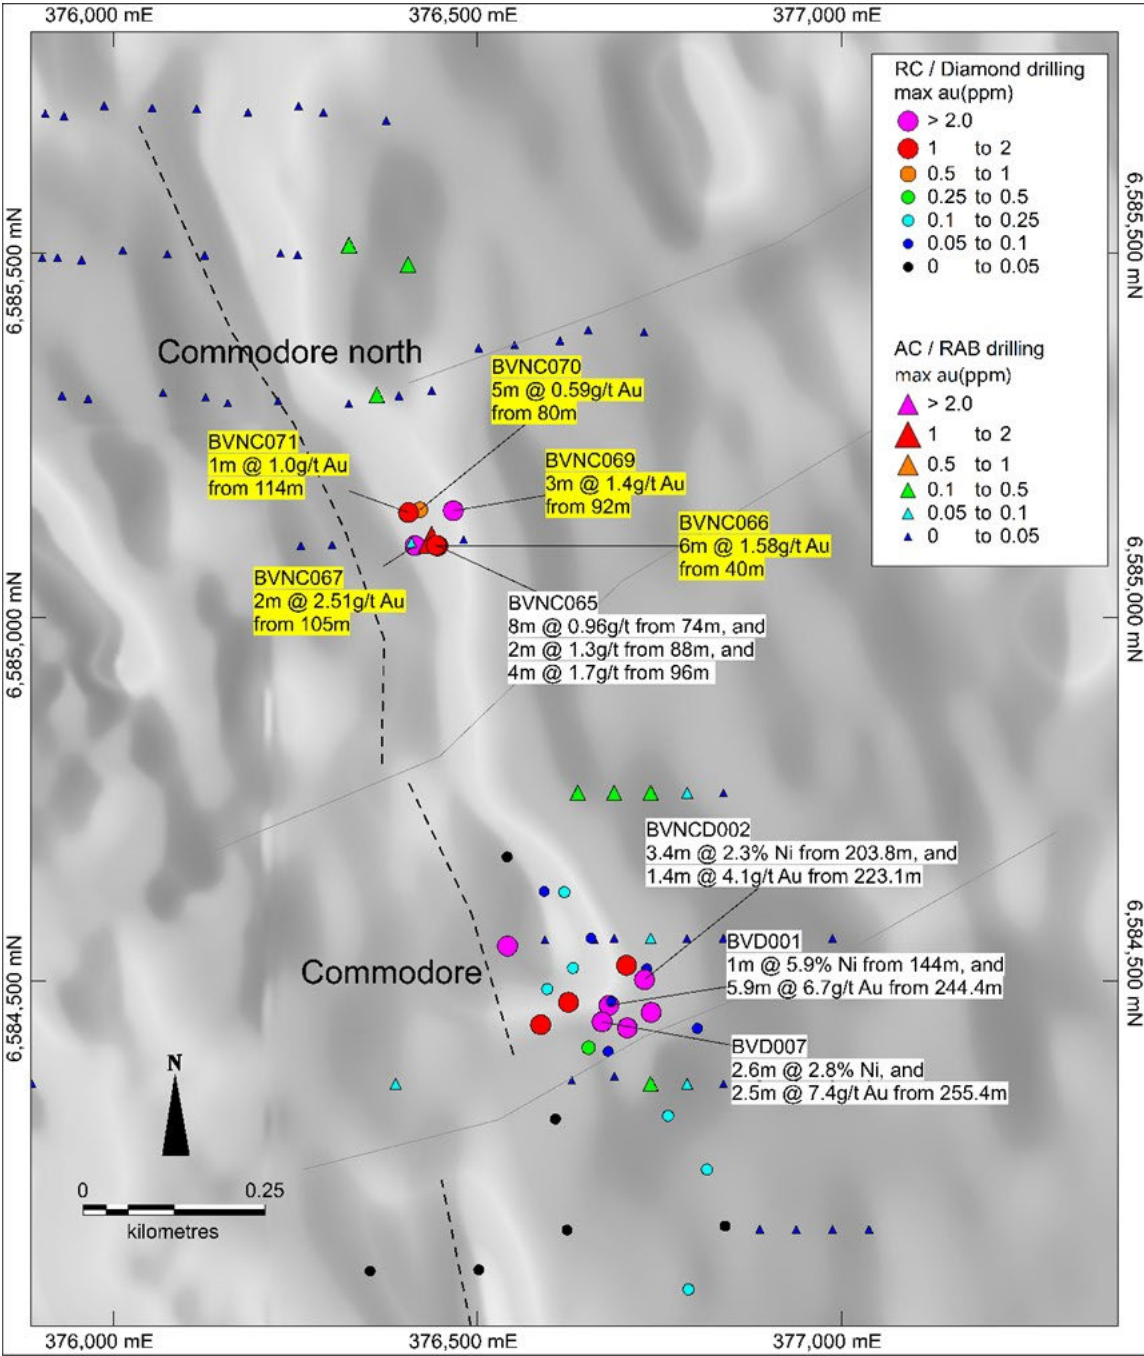 376,000 mE
376,500 mE
377,000 mE
RC / Diamond drilling
max au(ppm)
> 2.0
1 to 2
0.5 to 1
0.25 to 0.5
0.1 to 0.25
0.05 to 0.1
0 to 0.05
AC / RAB drilling
max au(ppm)
> 2.0
1 to 2
0.5 to 1
0.1 to 0.5
0.05 to 0.1
0 to 0.05
6,585,500 mN
6,585,500 mN
Commodore north
BVNC070
5m @ 0.59g/t Au
from 80m
BVNC071
1m @ 1.0g/t Au
from 114m
BVNC069
3m @ 1.4g/t Au
from 92m
BVNC066
6m @ 1.58g/t Au
from 40m
BVNC067
2m @ 2.51g/t Au
from 105m
BVNC065
8m @ 0.96g/t from 74m, and
2m @ 1.3g/t from 88m, and
4m @ 1.7g/t from 96m
6,585,000 mN
6,585,000 mN
BVNCD002
3.4m @ 2.3% Ni from 203.8m, and
1.4m @ 4.1g/t Au from 223.1m
BVD001
1m @ 5.9% Ni from 144m, and
5.9m @ 6.7g/t Au from 244.4m
Commodore
6,584,500 mN
6,584,500 mN
BVD007
2.6m @ 2.8% Ni, and
2.5m @ 7.4g/t Au from 255.4m
N
0 0.25
kilometres
376,000 mE
376,500 mE
377,000 mE